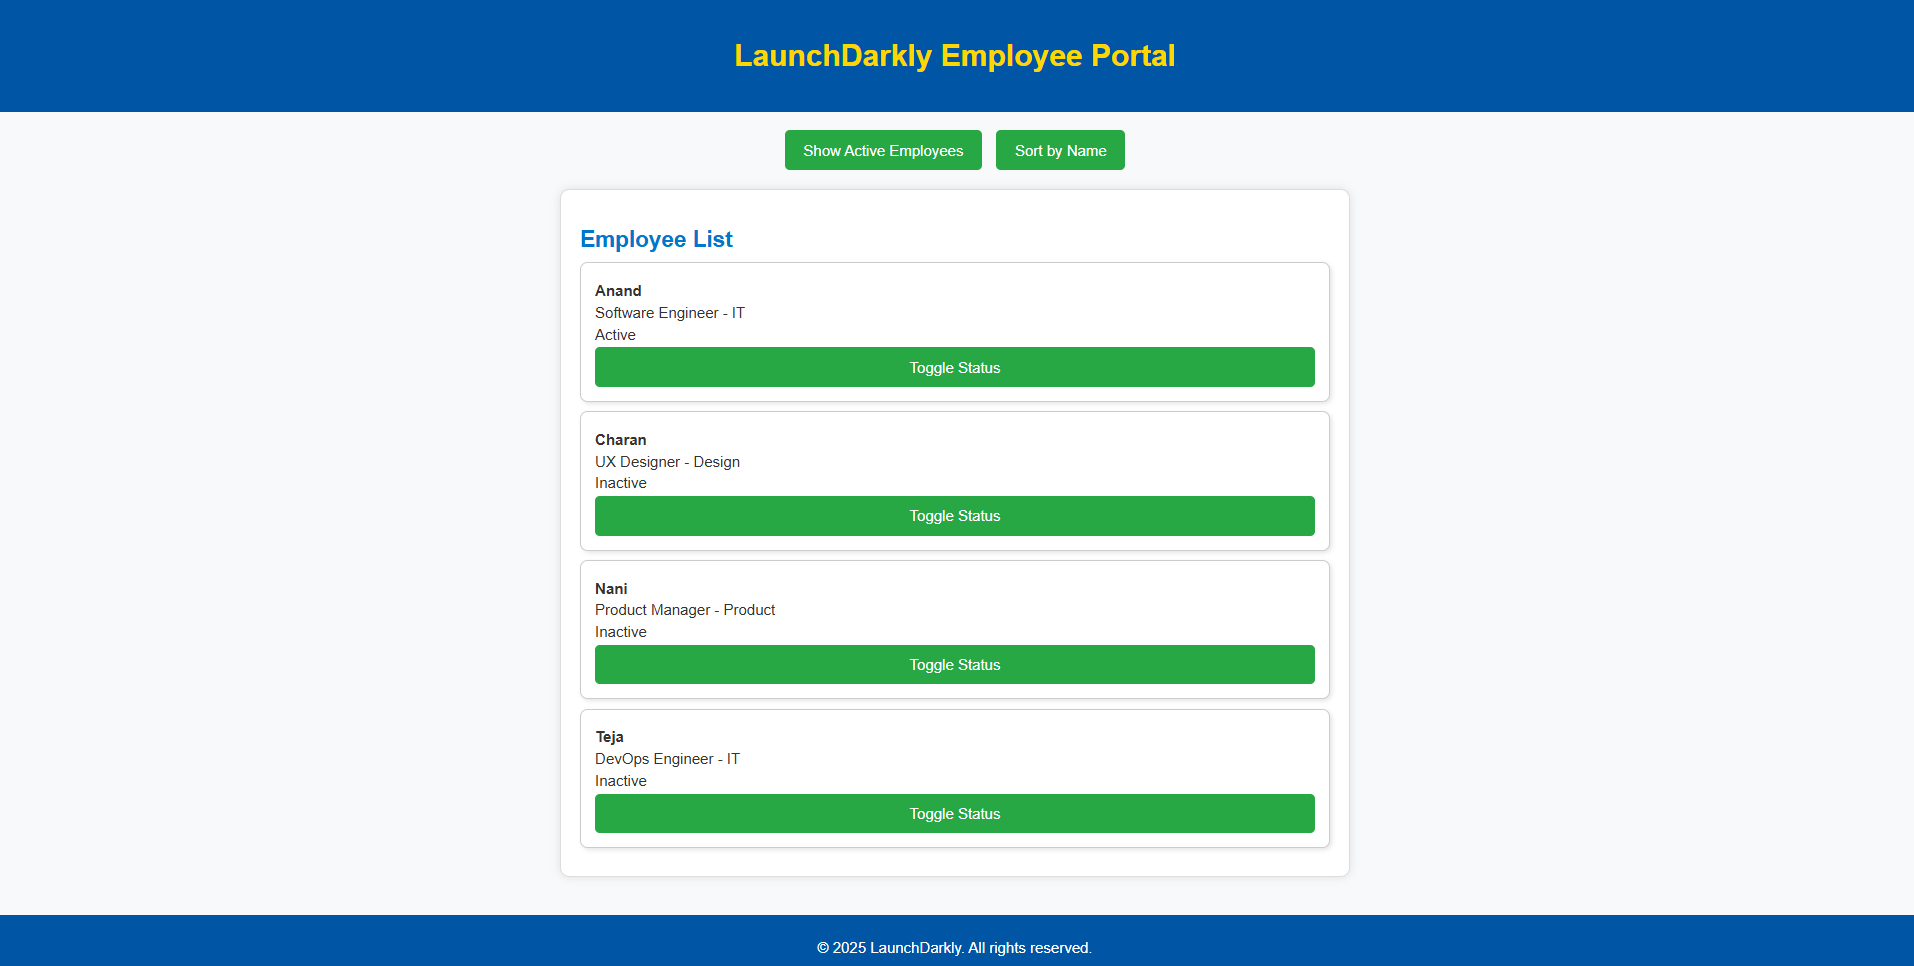 LaunchDarkly Employee Portal
Show Active Employees
Sort by Name
Employee List
Anand
Software Engineer - IT
Active
Toggle Status
Charan
UX Designer - Design
Inactive
Toggle Status
Nani
Product Manager - Product
Inactive
Toggle Status
Teja
DevOps Engineer - IT
Inactive
Toggle Status
© 2025 LaunchDarkly. All rights reserved.